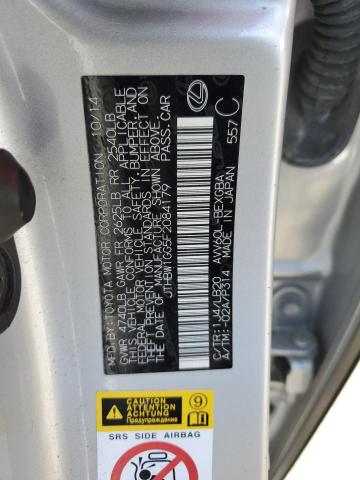 MFD.BY:TOYOTA MOTOR CORPORATION 10/14
GVWR 4740LB GAWR FR 2625LB RR 2540LB
THIS VEHICLE CONFORMS TO ALL APPLICABLE
FEDERAL MOTOR VEHICLE SAFETY,BUMPER,AND
THEFT PREVENTION STANDARDS IN EFFECT ON
THE DATE OF MANUFACTURE SHOWN ABOVE.
JTHBW1GG5F2084179 PASS.CAR
C/TR:1J4/LB20 AVV60L-BEXGBA
A/TM:-02A/P314 MADE IN JAPAN
557 C
CAUTION
ATTENTION
ACHTUNG
Предупреждение
9
SRS SIDE AIRBAG